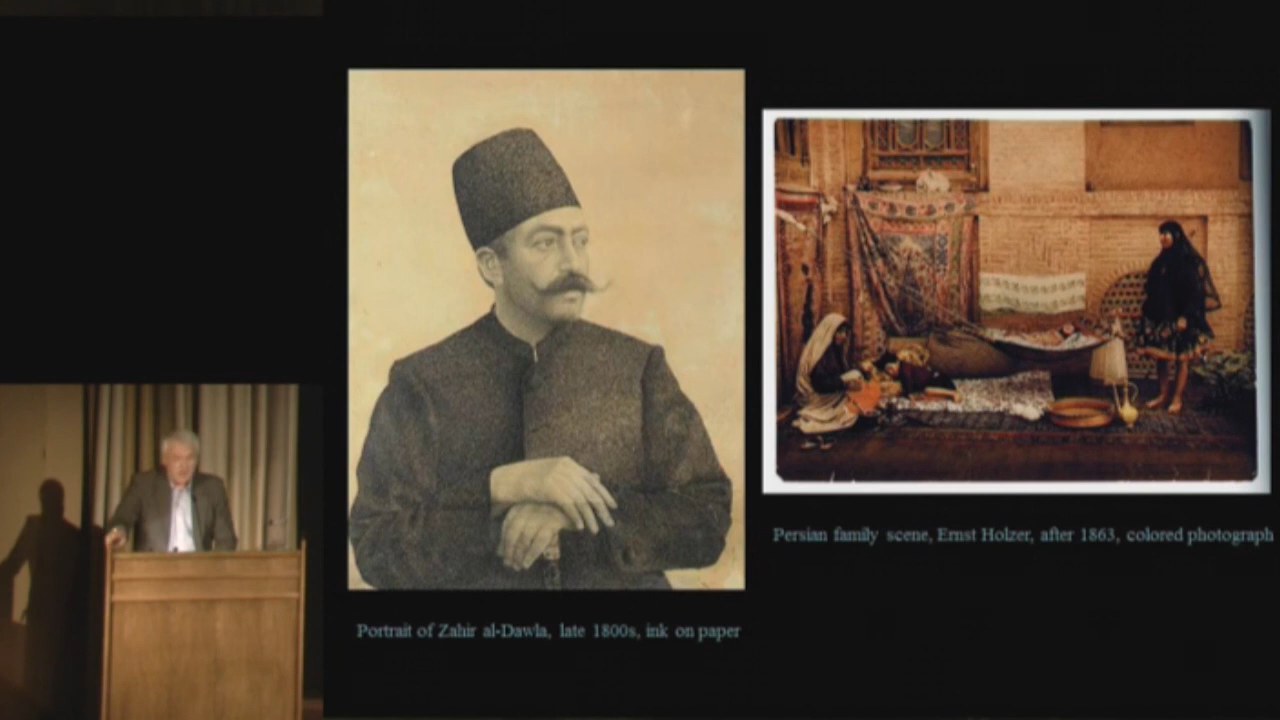 Portrait of Zahir al-Dawla, late 1800s, ink on paper
Persian family scene, Ernst Holzer, after 1863, colored photograph